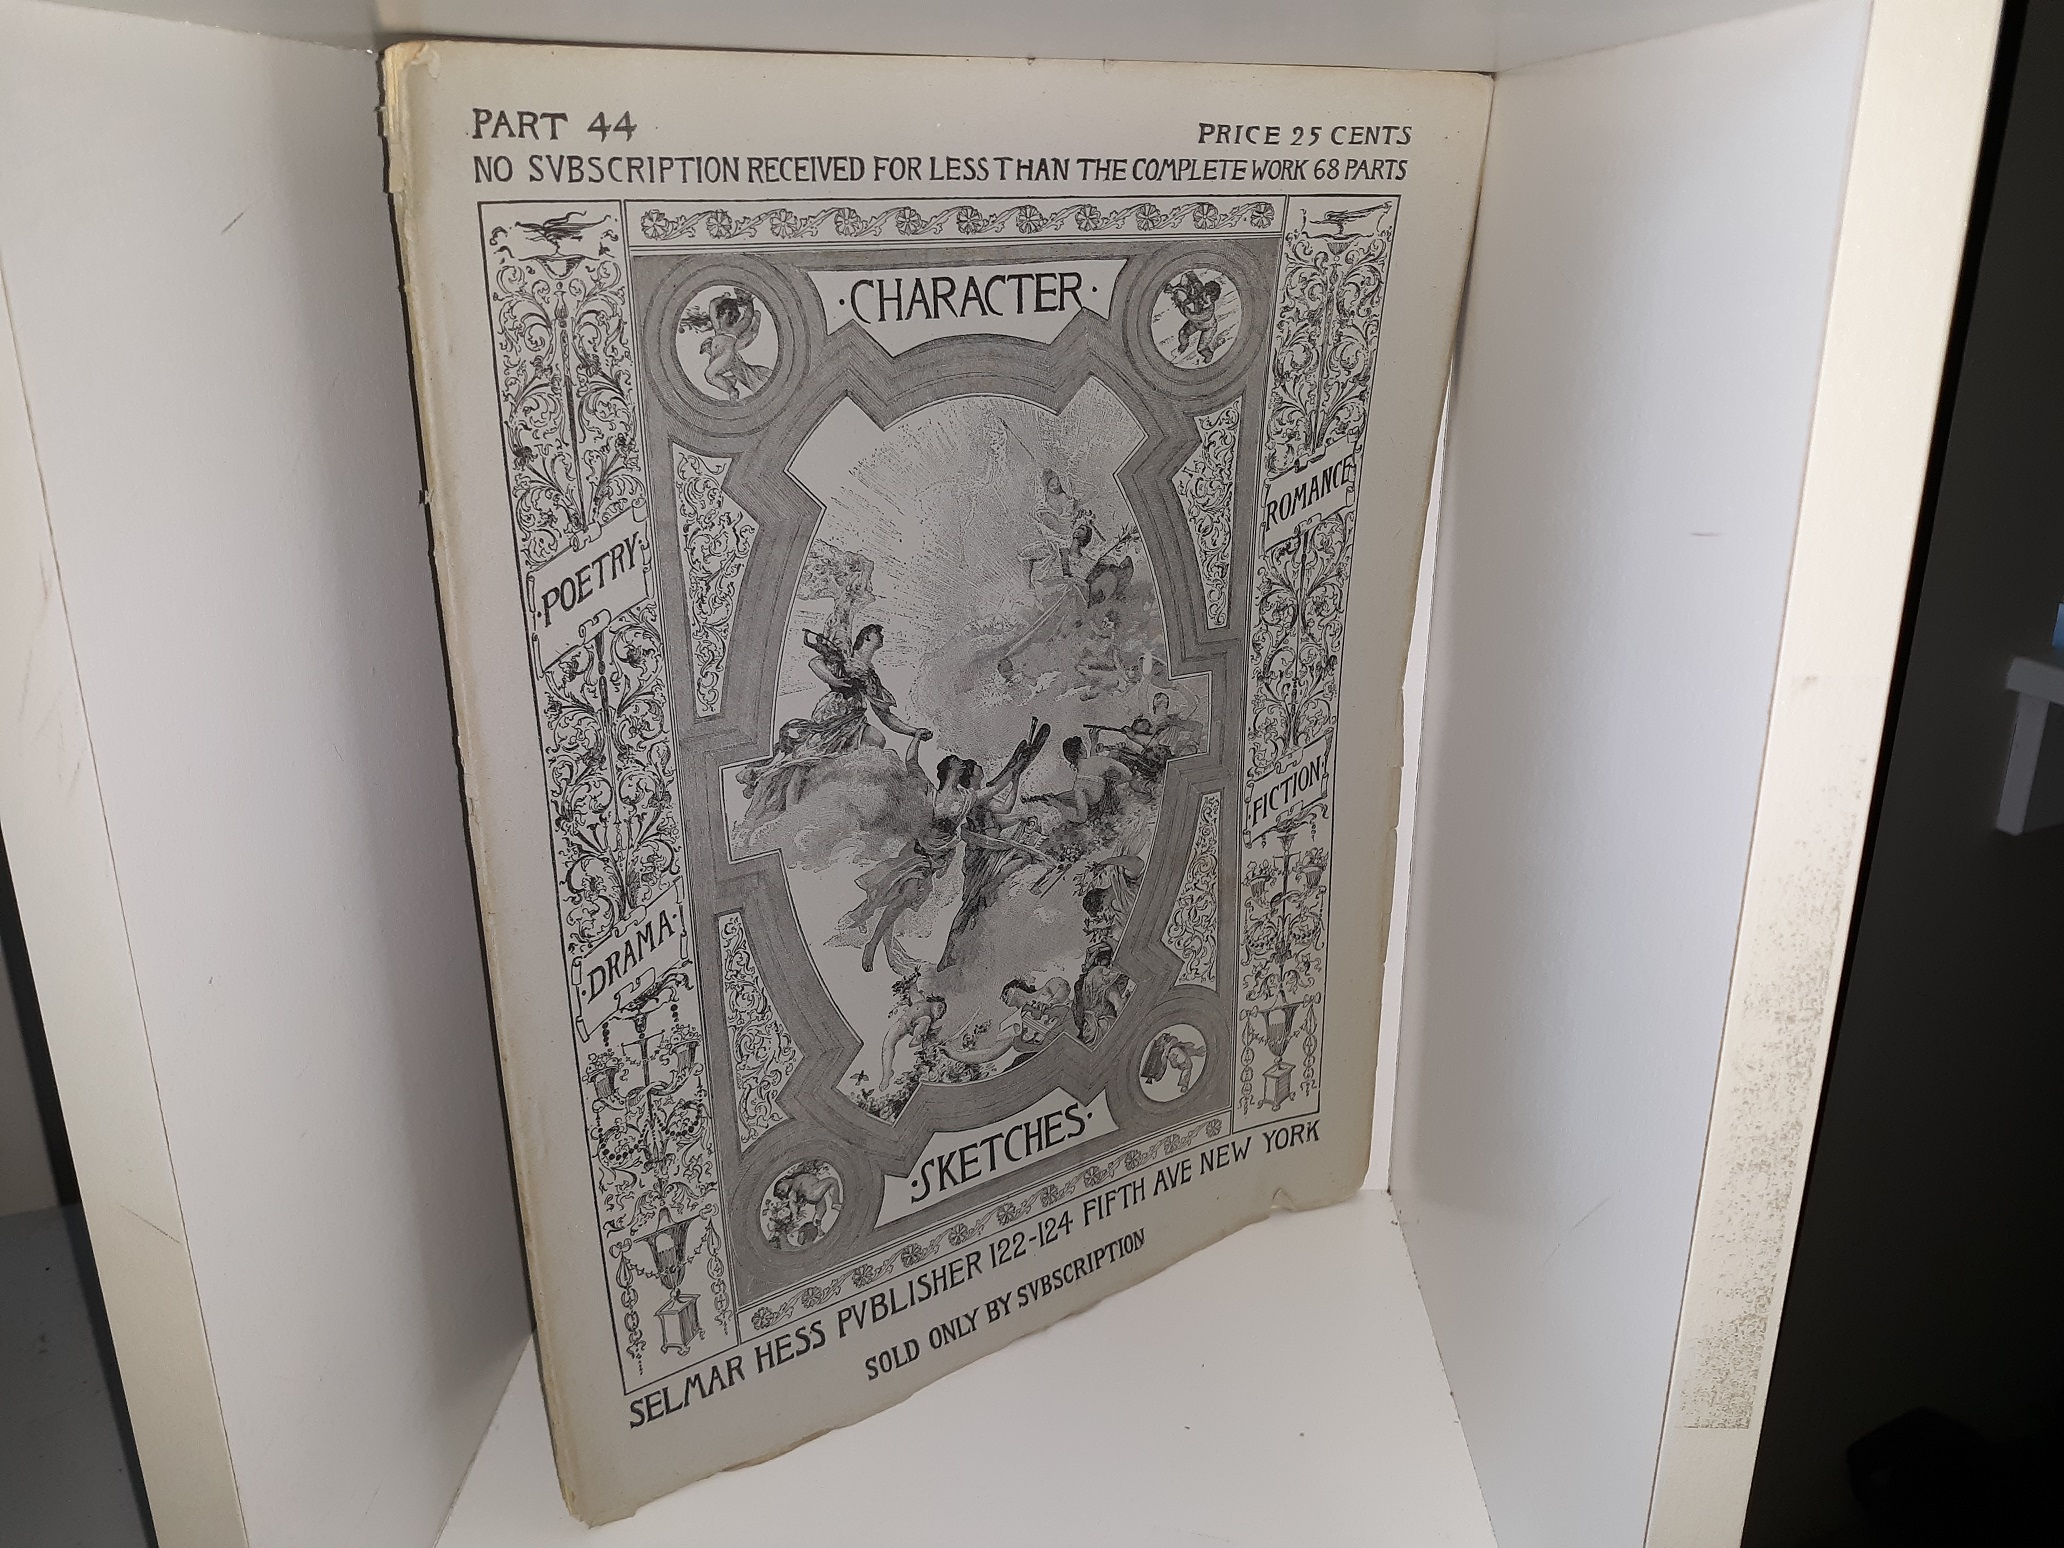 PART 44
PRICE 25 CENTS
NO SVBSCRIPTION RECEIVED FOR LESS THAN THE COMPLETE WORK 68 PARTS
·CHARACTER·
·POETRY·
ROMANCE
·DRAMA·
·FICTION·
·SKETCHES·
SELMAR HESS PVBLISHER 122-124 FIFTH AVE NEW YORK
SOLD ONLY BY SVBSCRIPTION